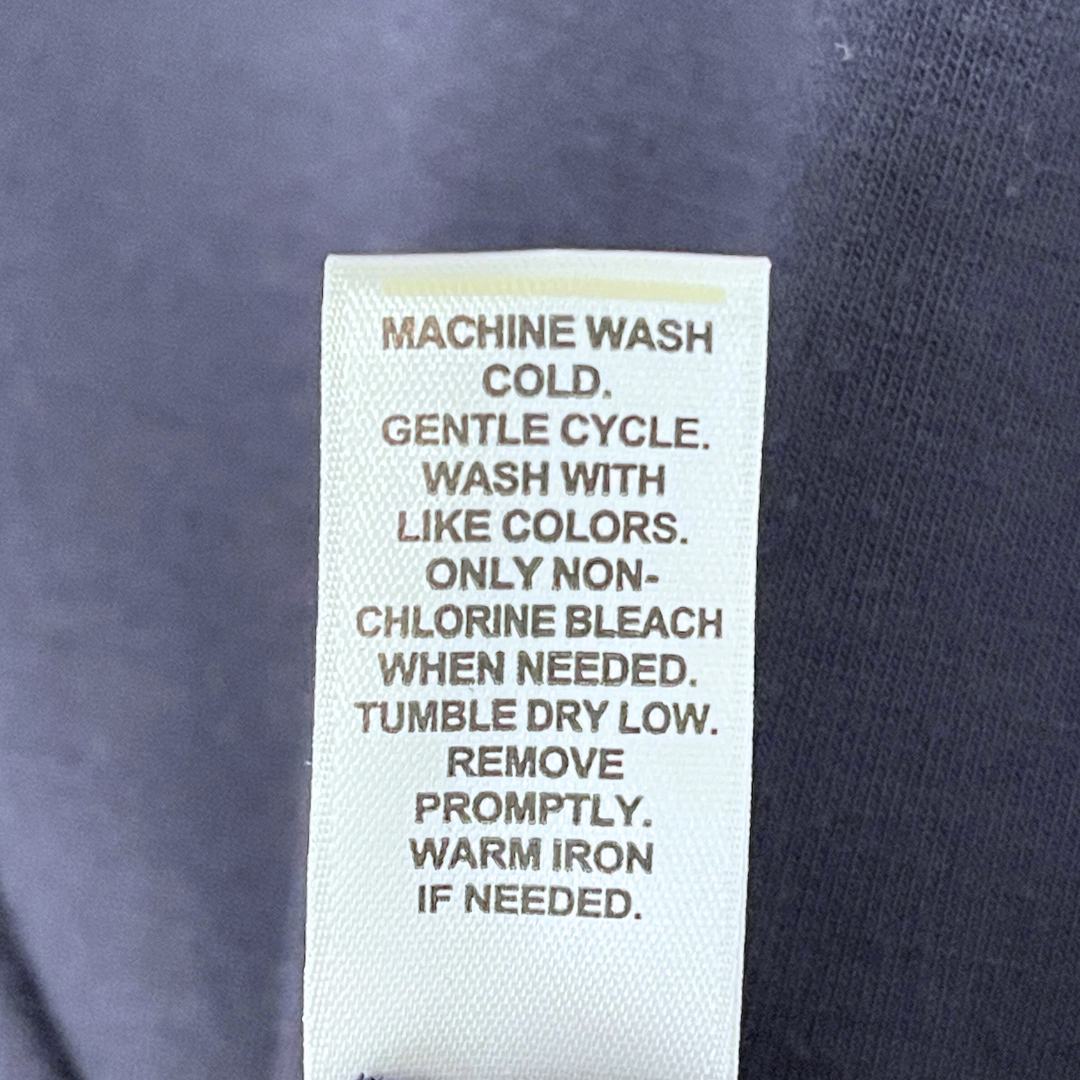 MACHINE WASH
COLD.
GENTLE CYCLE.
WASH WITH
LIKE COLORS.
ONLY NON-
CHLORINE BLEACH
WHEN NEEDED.
TUMBLE DRY LOW.
REMOVE
PROMPTLY.
WARM IRON
IF NEEDED.